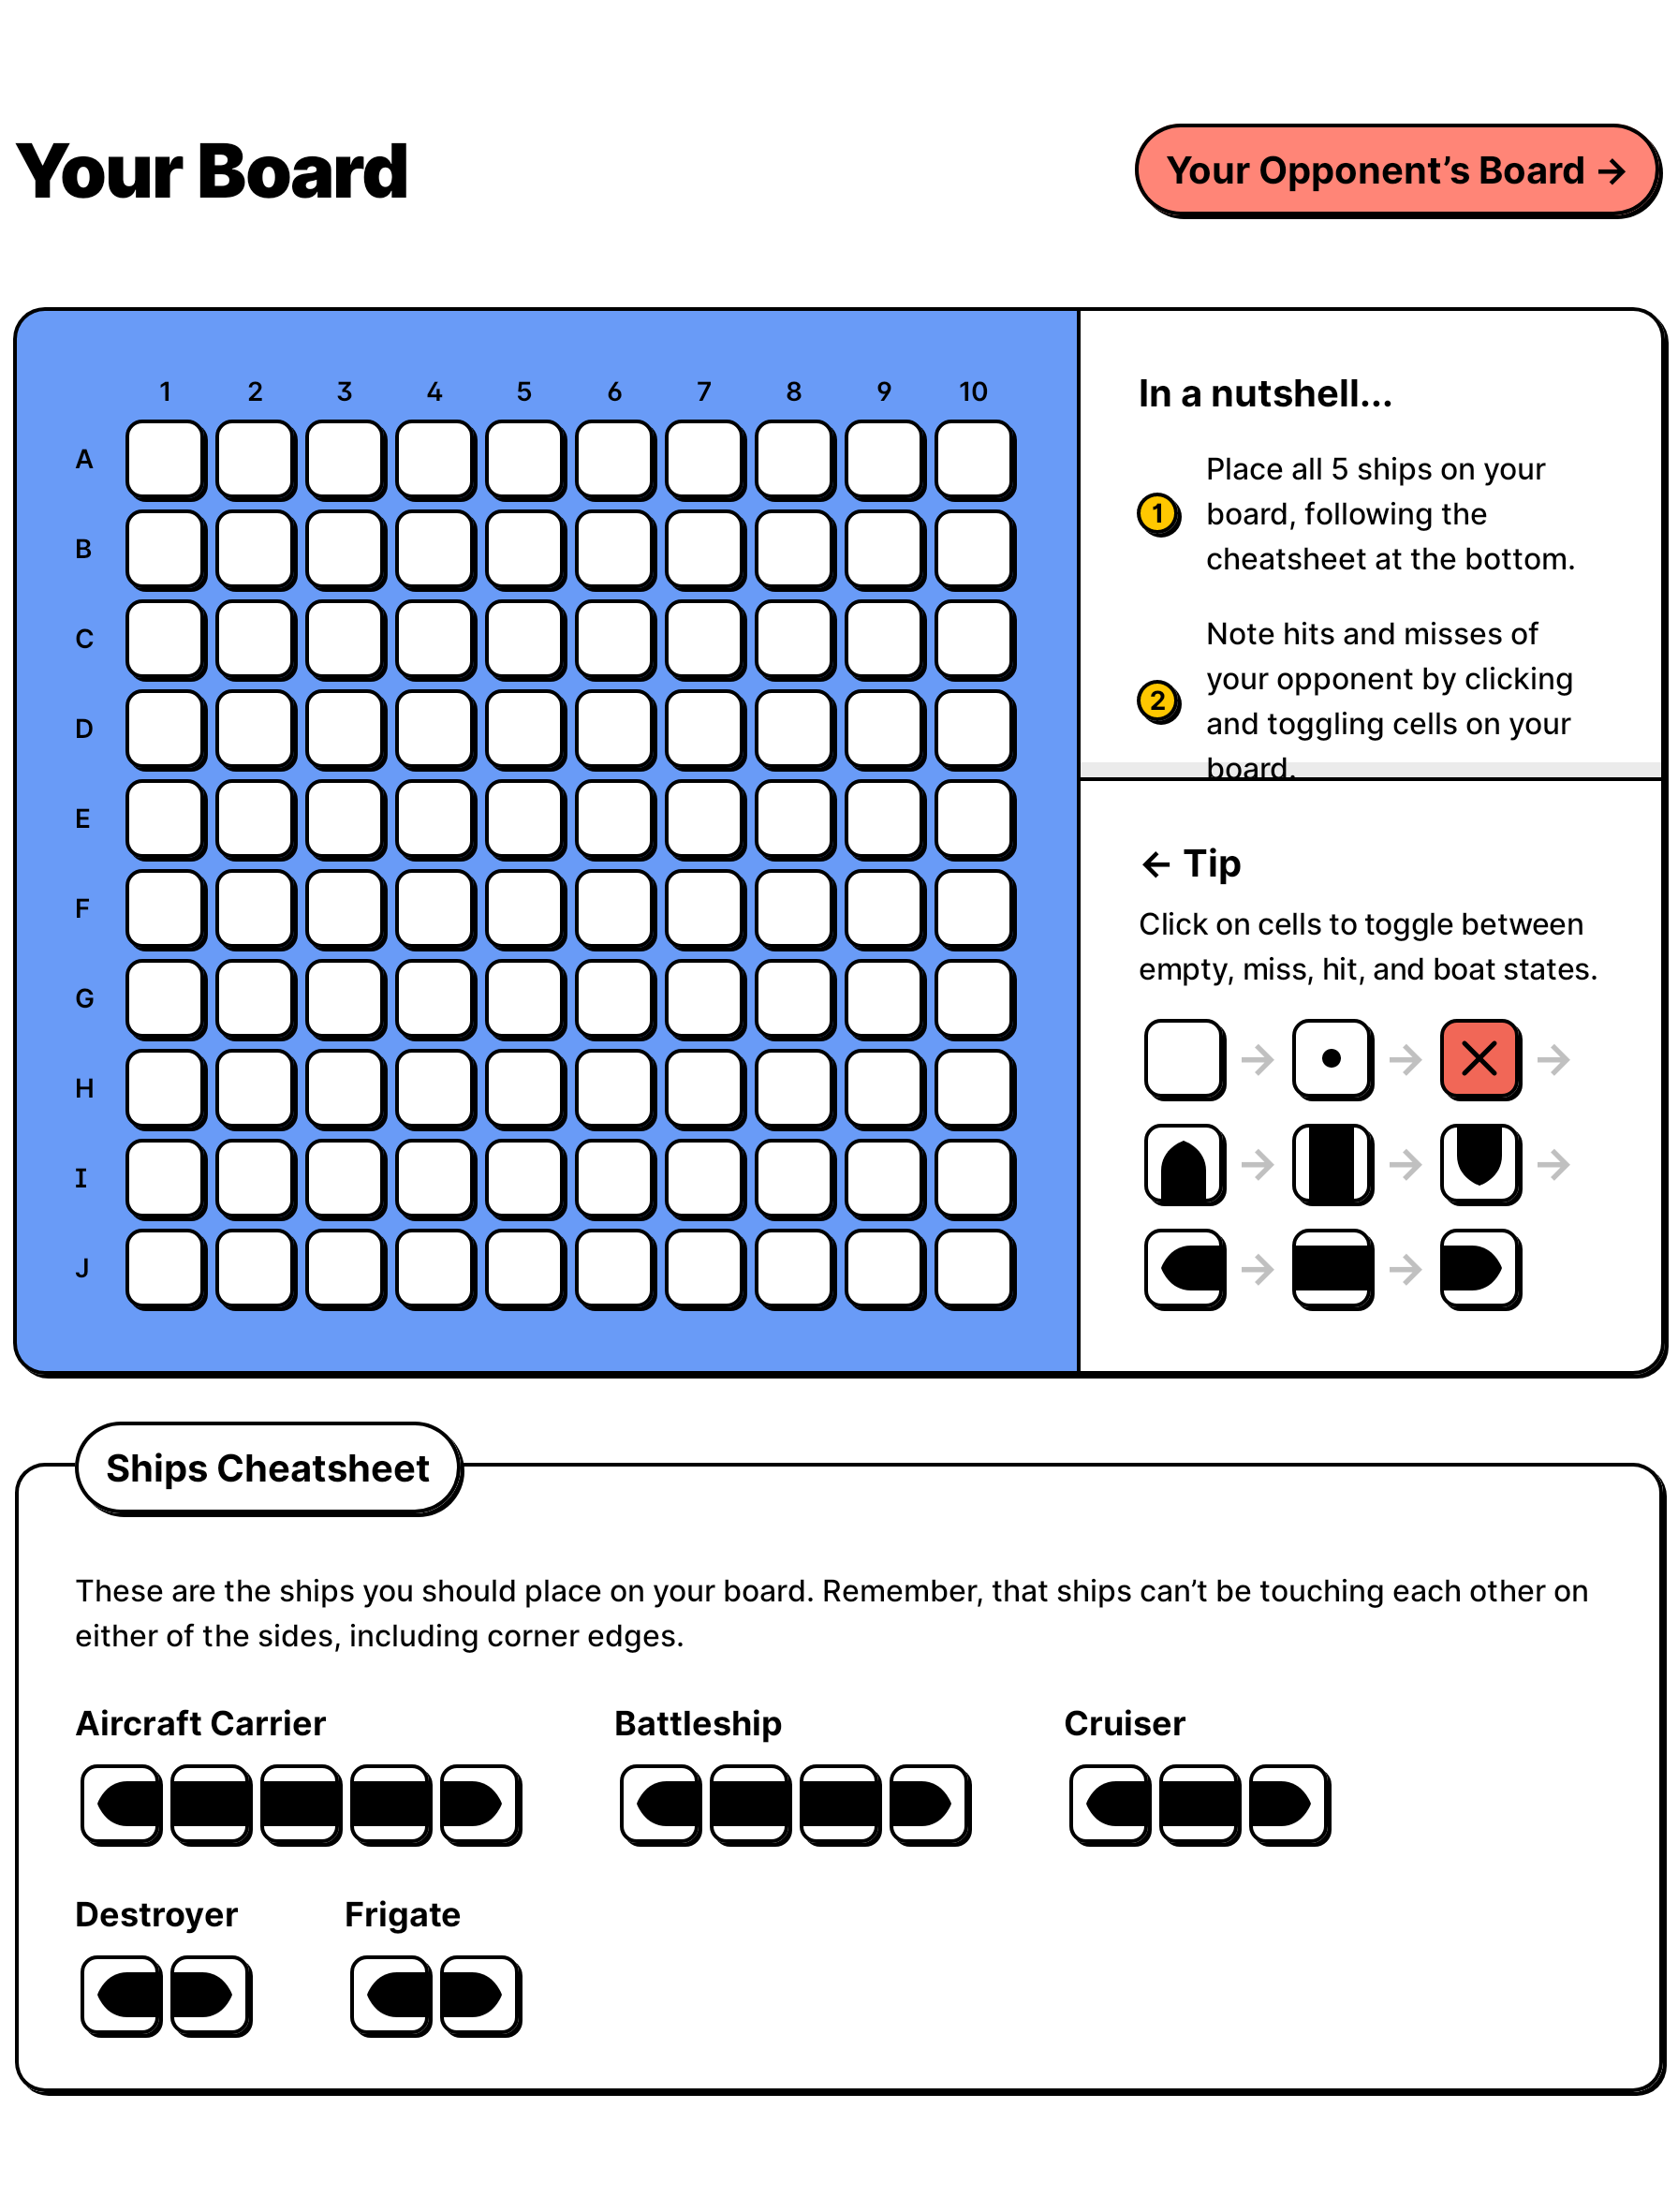 Your Board
Your Opponent’s Board →
1 2 3 4 5 6 7 8 9 10
A
B
C
D
E
F
G
H
I
J
In a nutshell...
1
Place all 5 ships on your
board, following the
cheatsheet at the bottom.
2
Note hits and misses of
your opponent by clicking
and toggling cells on your
board.
← Tip
Click on cells to toggle between
empty, miss, hit, and boat states.
Ships Cheatsheet
These are the ships you should place on your board. Remember, that ships can’t be touching each other on
either of the sides, including corner edges.
Aircraft Carrier
Battleship
Cruiser
Destroyer
Frigate